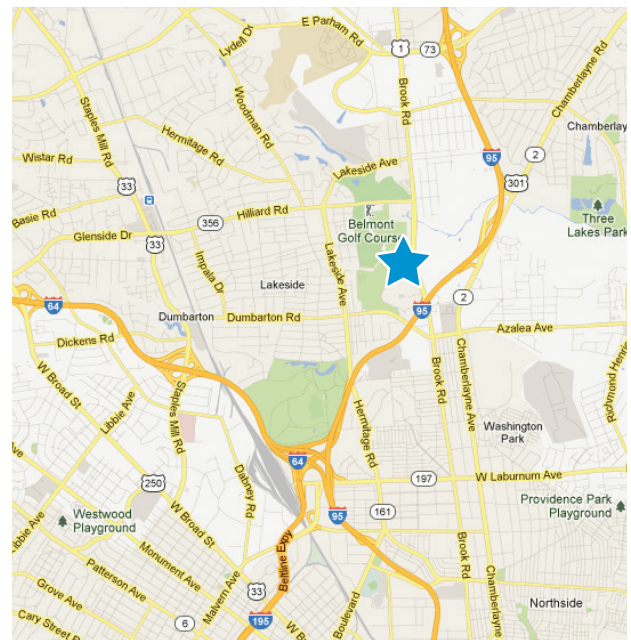 E Parham Rd
Lydell Dr
1
73
Brook Rd
Chamberlayne Rd
Staples Mill Rd
Woodman Rd
Hermitage Rd
Chamberlay
95
2
Wistar Rd
Lakeside Ave
33
301
Three
Lakes Park
Basie Rd
356
Hilliard Rd
Belmont
Golf Course
Glenside Dr
33
Impala Dr
Lakeside
Lakeside Ave
64
2
95
Dumbarton
Dumbarton Rd
Azalea Ave
Dickens Rd
W Broad St
Libbie Ave
Staples Mill Rd
Brook Rd
Chamberlayne Ave
Richmond Henric
Hermitage Rd
Washington
Park
64
197
W Laburnum Ave
250
Dabney Rd
Westwood
Playground
Providence Park
Playground
Libbie Ave
W Broad St
95
161
Monument Ave
Beltline Expy
Patterson Ave
Malvern Ave
33
Brook Rd
Chamberlayne
Grove Ave
Boulevard
Northside
Cary Street Rd
6
195